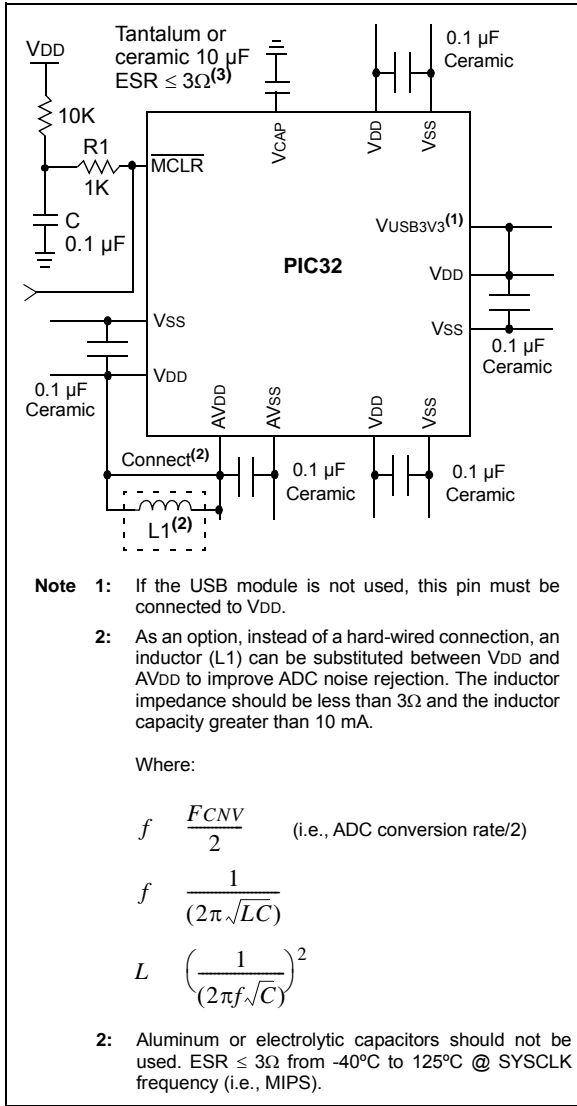 VDD
Tantalum or
ceramic 10 µF
ESR ≤ 3Ω(3)
0.1 µF
Ceramic
10K
R1
1K
C
0.1 µF
MCLR
VCAP
VDD
VSS
VUSB3V3(1)
PIC32
VDD
VSS
0.1 µF
Ceramic
VSS
VDD
0.1 µF
Ceramic
AVDD
AVSS
VDD
VSS
Connect(2)
L1(2)
0.1 µF
Ceramic
0.1 µF
Ceramic
Note 1: If the USB module is not used, this pin must be
connected to VDD.
2: As an option, instead of a hard-wired connection, an
inductor (L1) can be substituted between VDD and
AVDD to improve ADC noise rejection. The inductor
impedance should be less than 3Ω and the inductor
capacity greater than 10 mA.
Where:
f FCNV/2 (i.e., ADC conversion rate/2)
f 1/(2π√LC)
L (1/(2πf√C))²
2: Aluminum or electrolytic capacitors should not be
used. ESR ≤ 3Ω from -40ºC to 125ºC @ SYSCLK
frequency (i.e., MIPS).